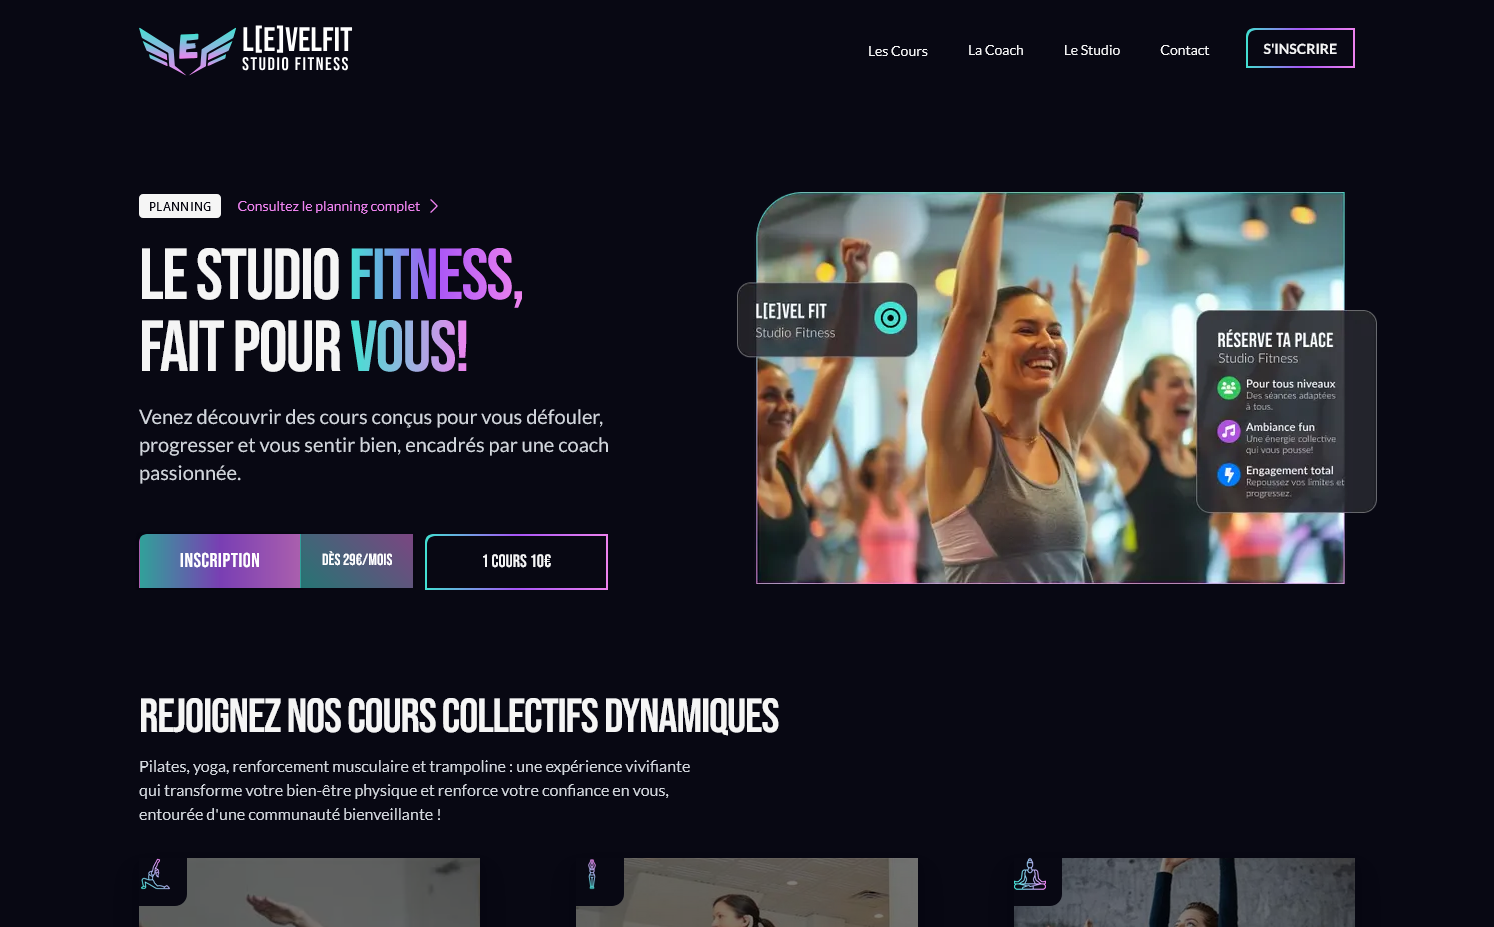 L[E]VELFIT
STUDIO FITNESS
Les Cours
La Coach
Le Studio
Contact
S'INSCRIRE
PLANNING
Consultez le planning complet
LE STUDIO FITNESS,
FAIT POUR VOUS!
Venez découvrir des cours conçus pour vous défouler,
progresser et vous sentir bien, encadrés par une coach
passionnée.
INSCRIPTION
DÈS 29€/MOIS
1 COURS 10€
L[E]VEL FIT
Studio Fitness
RÉSERVE TA PLACE
Studio Fitness
Pour tous niveaux
Des séances adaptées
à tous.
Ambiance fun
Une énergie collective
qui vous pousse!
Engagement total
Repoussez vos limites et
progressez.
REJOIGNEZ NOS COURS COLLECTIFS DYNAMIQUES
Pilates, yoga, renforcement musculaire et trampoline : une expérience vivifiante
qui transforme votre bien-être physique et renforce votre confiance en vous,
entourée d'une communauté bienveillante !